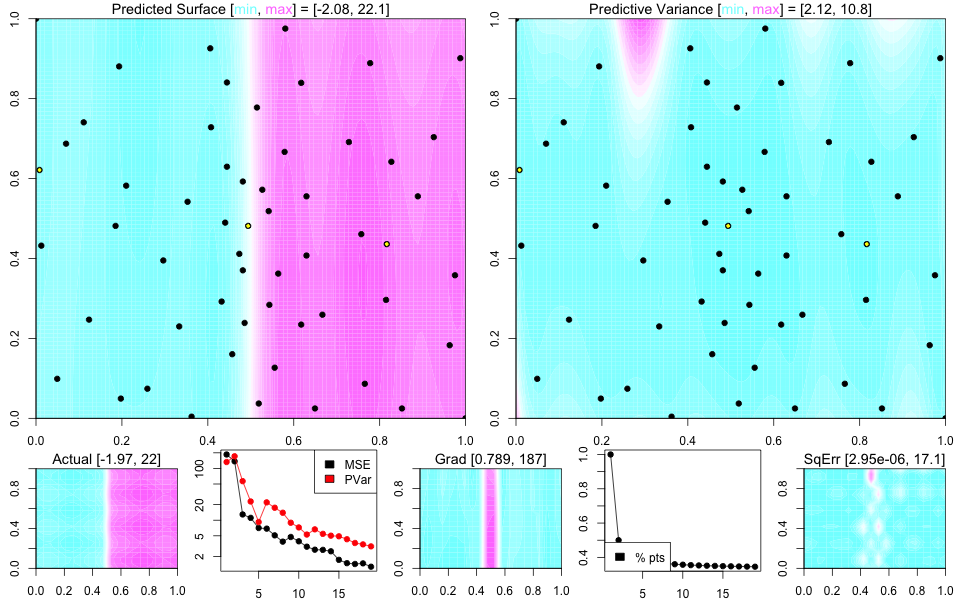 Predicted Surface [min, max] = [-2.08, 22.1]
Predictive Variance [min, max] = [2.12, 10.8]
1.0
0.8
0.6
0.4
0.2
0.0
0.0 0.2 0.4 0.6 0.8 1.0
1.0
0.8
0.6
0.4
0.2
0.0
0.0 0.2 0.4 0.6 0.8 1.0
Actual [-1.97, 22]
0.8
0.4
0.0
0.0 0.2 0.4 0.6 0.8 1.0
MSE
PVar
100
20
5
2
5 10 15
Grad [0.789, 187]
0.8
0.4
0.0
0.0 0.2 0.4 0.6 0.8 1.0
1.0
0.8
0.6
0.4
% pts
5 10 15
SqErr [2.95e-06, 17.1]
0.8
0.4
0.0
0.0 0.2 0.4 0.6 0.8 1.0